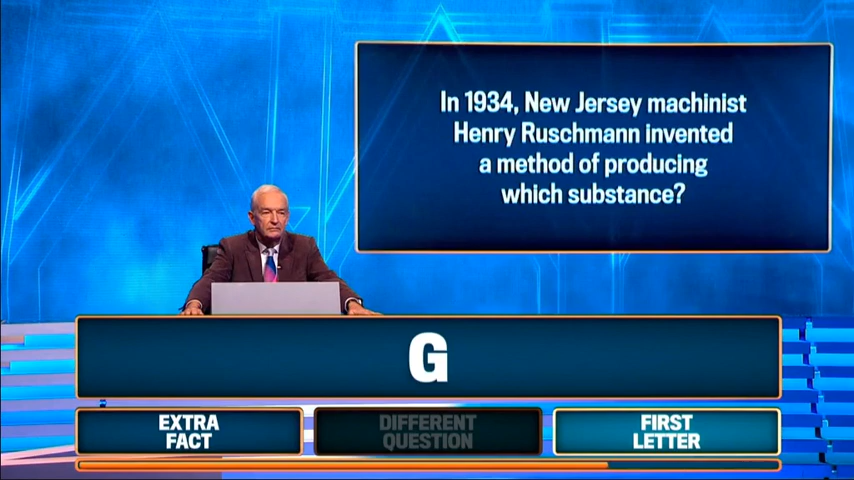 In 1934, New Jersey machinist
Henry Ruschmann invented
a method of producing
which substance?
G
EXTRA
FACT
DIFFERENT
QUESTION
FIRST
LETTER